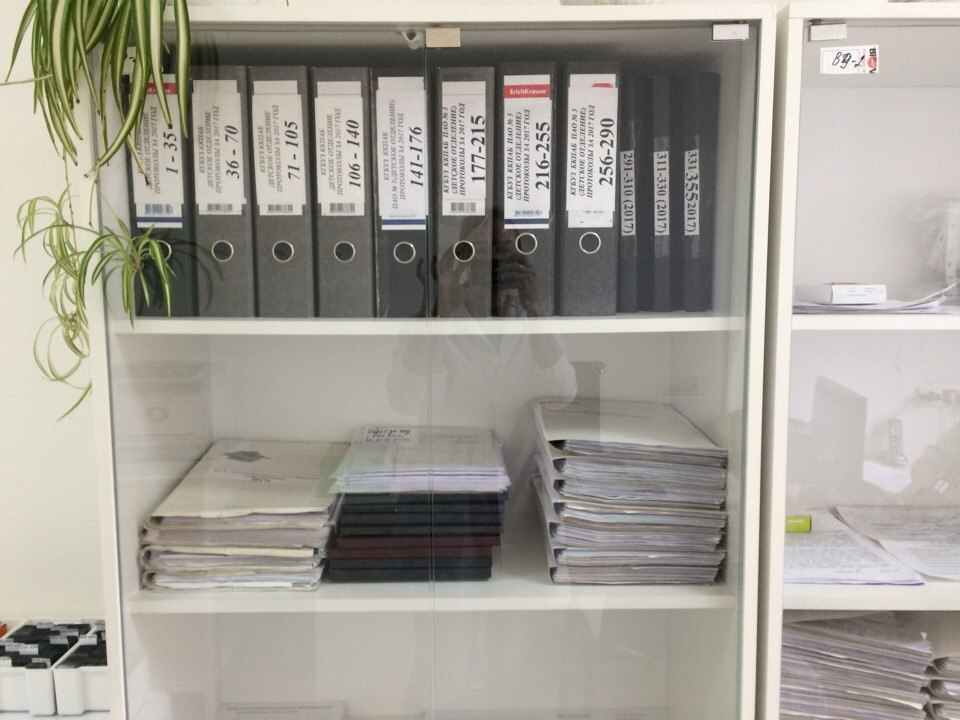 ДЕТСКОЕ ОТДЕЛЕНИЕ
ПРОТОКОЛЫ ЗА 2017 ГОД
1 - 35
КГБУЗ ККПАБ
ДЕТСКОЕ ОТДЕЛЕНИЕ
ПРОТОКОЛЫ ЗА 2017 ГОД
36 - 70
КГБУЗ ККПАБ
ДЕТСКОЕ ОТДЕЛЕНИЕ
ПРОТОКОЛЫ ЗА 2017 ГОД
71 - 105
КГБУЗ ККПАБ
ДЕТСКОЕ ОТДЕЛЕНИЕ
ПРОТОКОЛЫ ЗА 2017 ГОД
106 - 140
КГБУЗ ККПАБ
ПАО № 3(ДЕТСКОЕ ОТДЕЛЕНИЕ)
ПРОТОКОЛЫ ЗА 2017 ГОД
141-176
КГБУЗ ККПАБ ПАО № 3
(ДЕТСКОЕ ОТДЕЛЕНИЕ)
ПРОТОКОЛЫ ЗА 2017 ГОД
177-215
ErichKrause
КГБУЗ ККПАБ ПАО № 3
(ДЕТСКОЕ ОТДЕЛЕНИЕ)
ПРОТОКОЛЫ ЗА 2017 ГОД
216-255
КГБУЗ ККПАБ ПАО № 3
(ДЕТСКОЕ ОТДЕЛЕНИЕ)
ПРОТОКОЛЫ ЗА 2017 ГОД
256-290
291-310 (2017)
311-330 (2017)
331-355 2017)